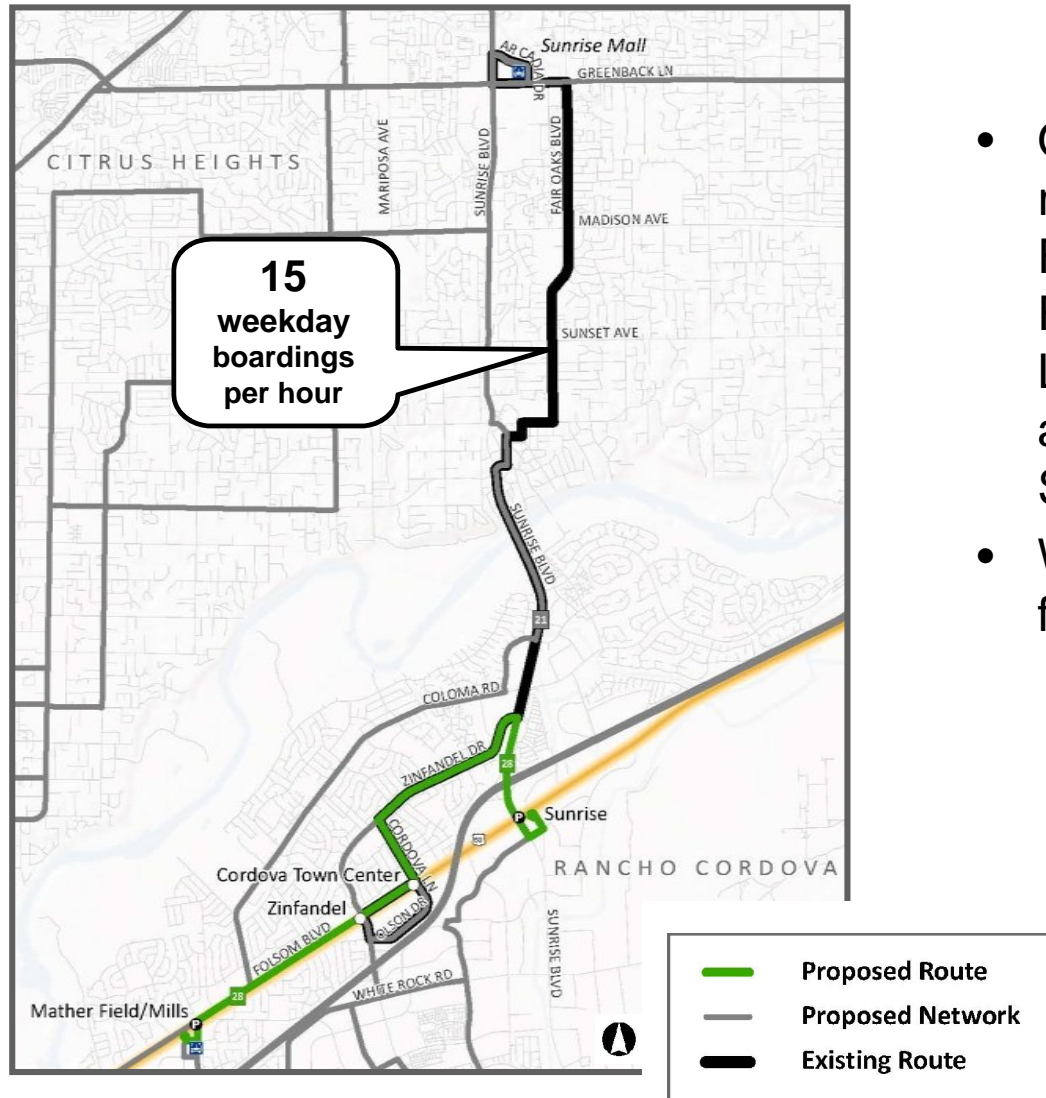 Sunrise Mall
ARCADIA DR
GREENBACK LN
CITRUS HEIGHTS
MARIPOSA AVE
SUNRISE BLVD
FAIR OAKS BLVD
MADISON AVE
15
weekday
boardings
per hour
SUNSET AVE
SUNRISE BLVD
21
COLOMA RD
ZINFANDEL DR
28
P
Sunrise
50
CORDOVA LN
RANCHO CORDOVA
Cordova Town Center
Zinfandel
OLSON DR
FOLSOM BLVD
SUNRISE BLVD
WHITE ROCK RD
28
Mather Field/Mills
P
Proposed Route
Proposed Network
Existing Route